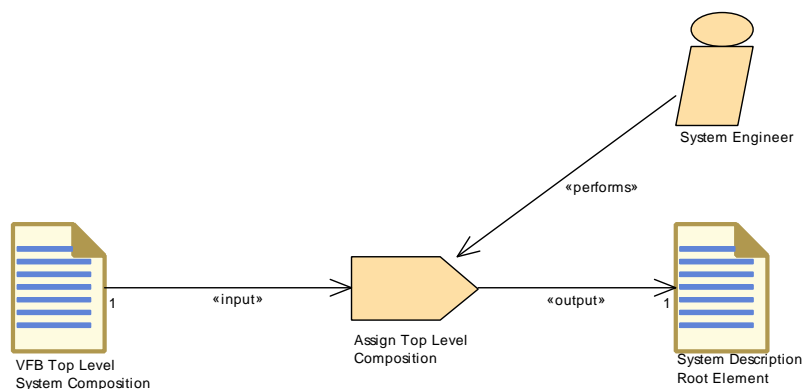 System Engineer
«performs»
1
«input»
«output»
1
VFB Top Level
System Composition
Assign Top Level
Composition
System Description
Root Element